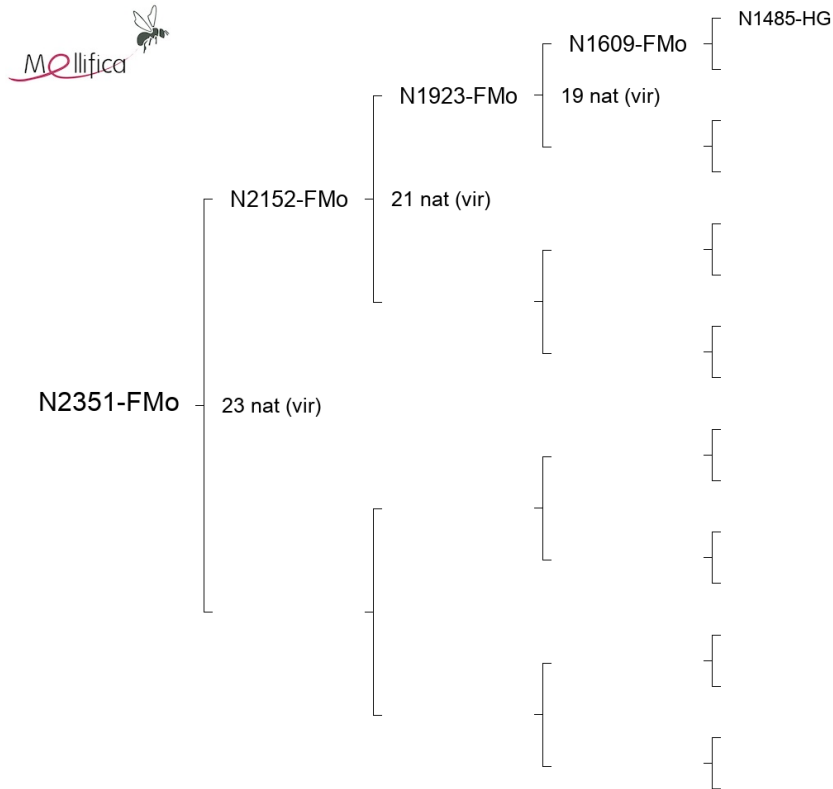 Mellifica
N1485-HG
N1609-FMo
N1923-FMo
19 nat (vir)
N2152-FMo
21 nat (vir)
N2351-FMo
23 nat (vir)